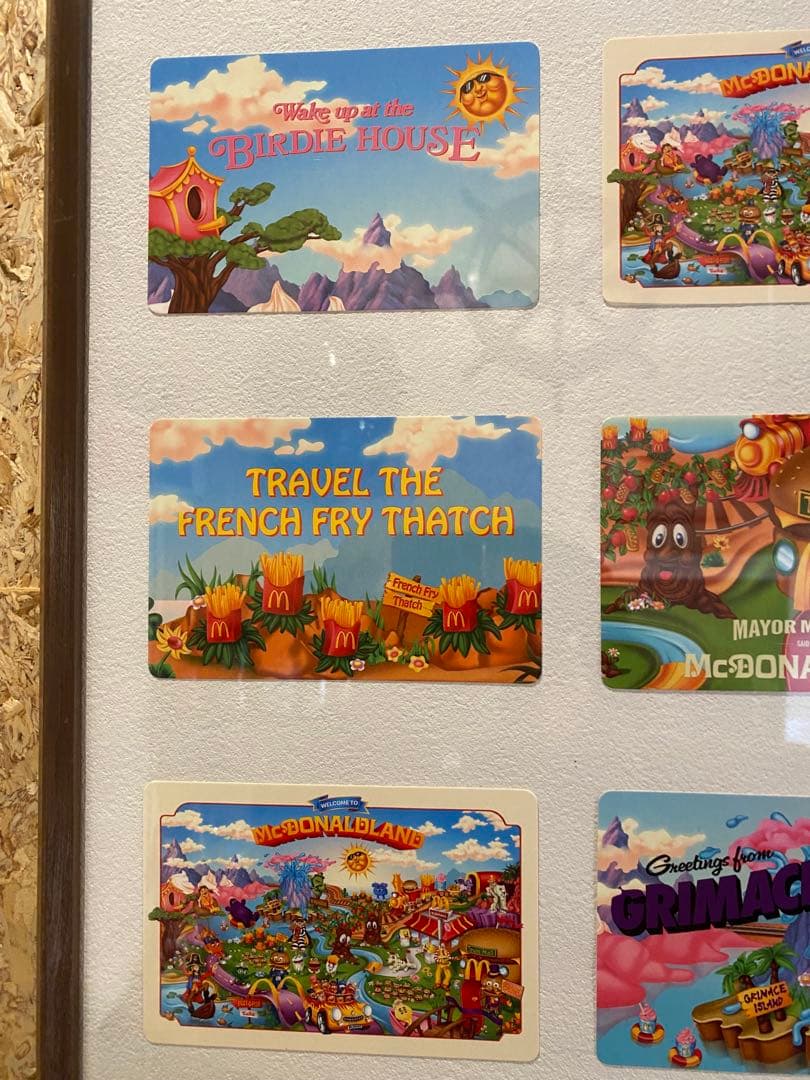 Wake up at the
BIRDIE HOUSE
McDONA
TRAVEL THE
FRENCH FRY THATCH
French Fry
Thatch
MAYOR M
McDONA
WELCOME TO
McDONALDLAND
Greetings from
GRIMAC
GRIMACE
ISLAND